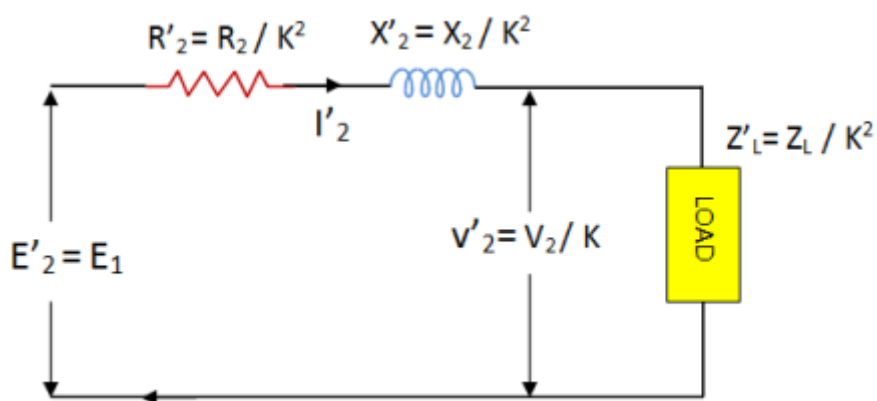 R'₂= R₂ / K²
X'₂ = X₂ / K²
I'₂
Z'L= ZL / K²
LOAD
v'₂= V₂/ K
E'₂ = E₁